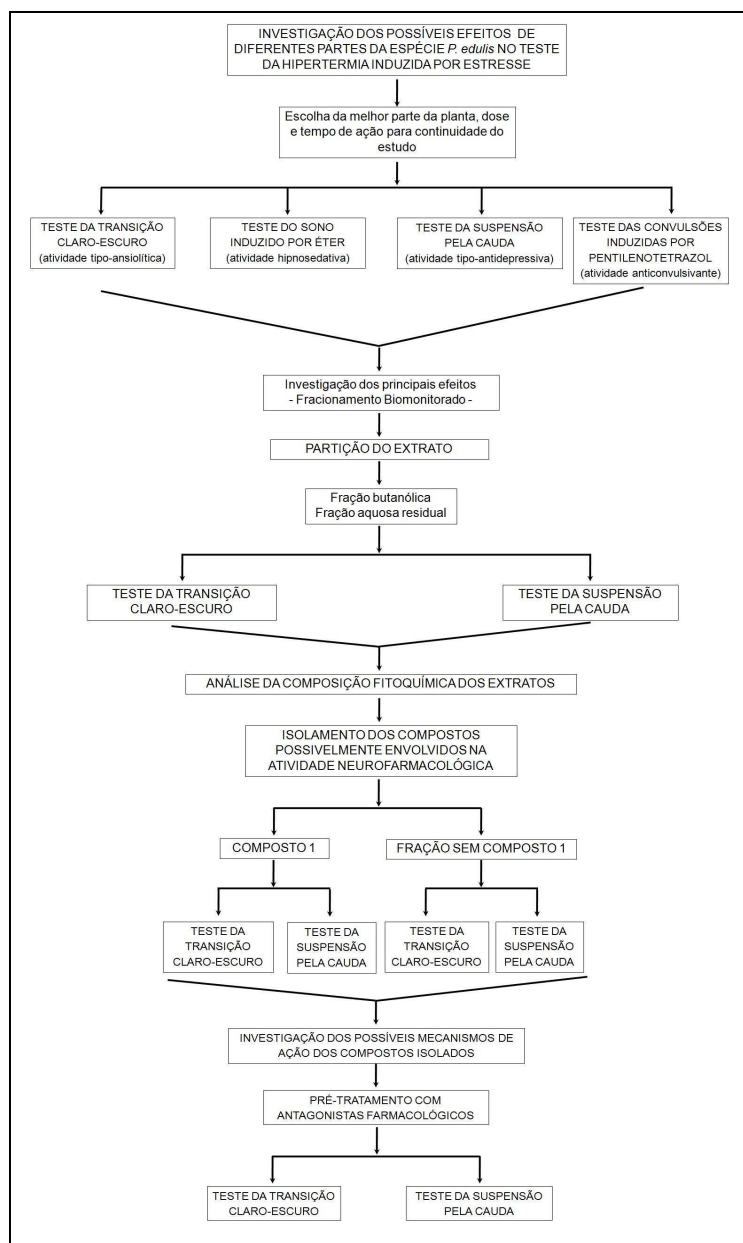 INVESTIGAÇÃO DOS POSSÍVEIS EFEITOS DE
DIFERENTES PARTES DA ESPÉCIE P. edulis NO TESTE
DA HIPERTERMIA INDUZIDA POR ESTRESSE
Escolha da melhor parte da planta, dose
e tempo de ação para continuidade do
estudo
TESTE DA TRANSIÇÃO
CLARO-ESCURO
(atividade tipo-ansiolítica)
TESTE DO SONO
INDUZIDO POR ÉTER
(atividade hipnosedativa)
TESTE DA SUSPENSÃO
PELA CAUDA
(atividade tipo-antidepressiva)
TESTE DAS CONVULSÕES
INDUZIDAS POR
PENTILENOTETRAZOL
(atividade anticonvulsivante)
Investigação dos principais efeitos
- Fracionamento Biomonitorado -
PARTIÇÃO DO EXTRATO
Fração butanólica
Fração aquosa residual
TESTE DA TRANSIÇÃO
CLARO-ESCURO
TESTE DA SUSPENSÃO
PELA CAUDA
ANÁLISE DA COMPOSIÇÃO FITOQUÍMICA DOS EXTRATOS
ISOLAMENTO DOS COMPOSTOS
POSSIVELMENTE ENVOLVIDOS NA
ATIVIDADE NEUROFARMACOLÓGICA
COMPOSTO 1
FRAÇÃO SEM COMPOSTO 1
TESTE DA
TRANSIÇÃO
CLARO-ESCURO
TESTE DA
SUSPENSÃO
PELA CAUDA
TESTE DA
TRANSIÇÃO
CLARO-ESCURO
TESTE DA
SUSPENSÃO
PELA CAUDA
INVESTIGAÇÃO DOS POSSÍVEIS MECANISMOS DE
AÇÃO DOS COMPOSTOS ISOLADOS
PRÉ-TRATAMENTO COM
ANTAGONISTAS FARMACOLÓGICOS
TESTE DA TRANSIÇÃO
CLARO-ESCURO
TESTE DA SUSPENSÃO
PELA CAUDA